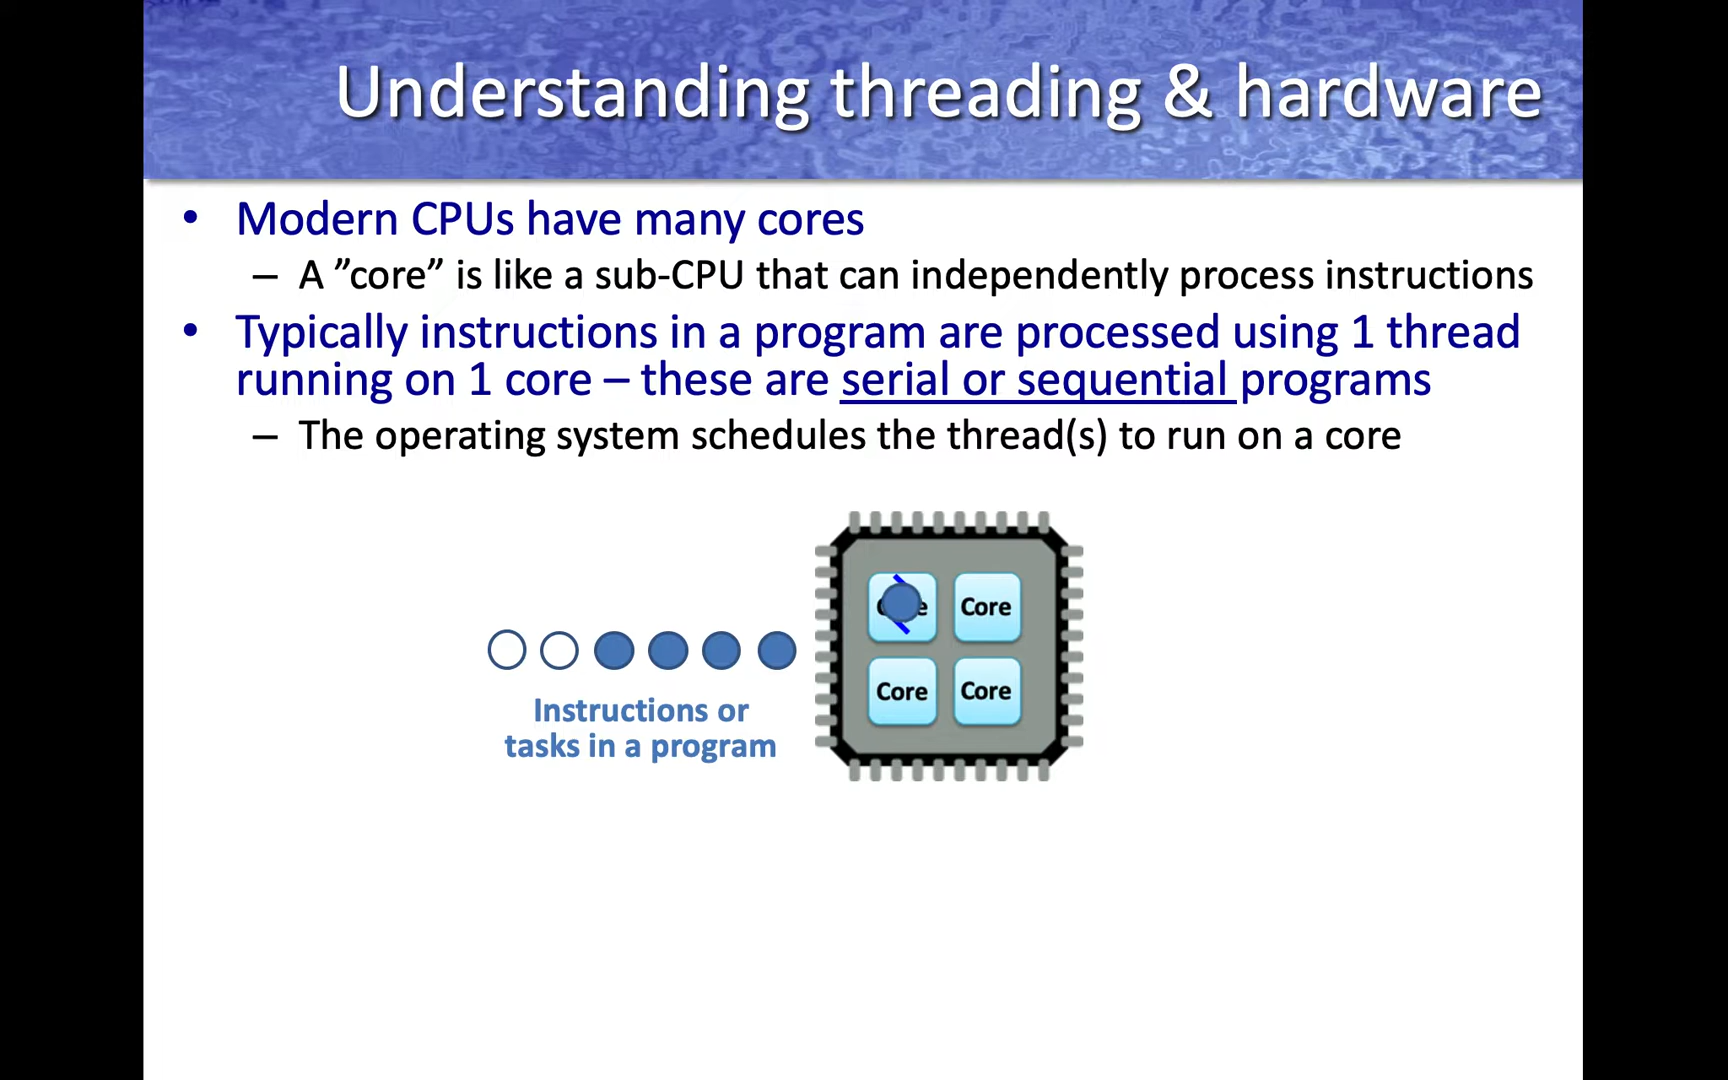 Understanding threading & hardware
• Modern CPUs have many cores
– A ”core” is like a sub-CPU that can independently process instructions
• Typically instructions in a program are processed using 1 thread
running on 1 core – these are serial or sequential programs
– The operating system schedules the thread(s) to run on a core
Core
Core
Core
Instructions or
tasks in a program